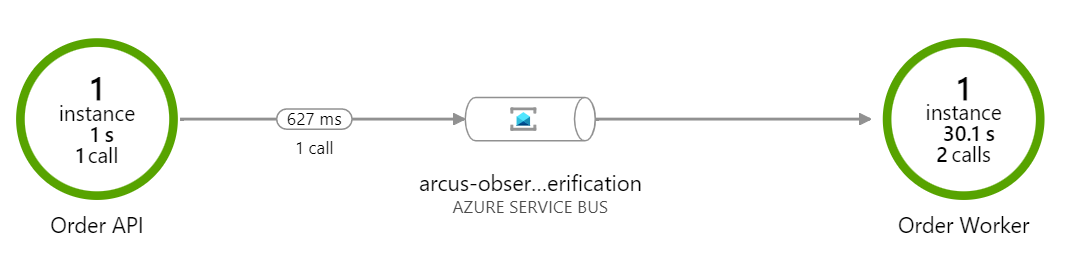 1
instance
1 s
1 call
Order API
627 ms
1 call
arcus-obser...erification
AZURE SERVICE BUS
1
instance
30.1 s
2 calls
Order Worker